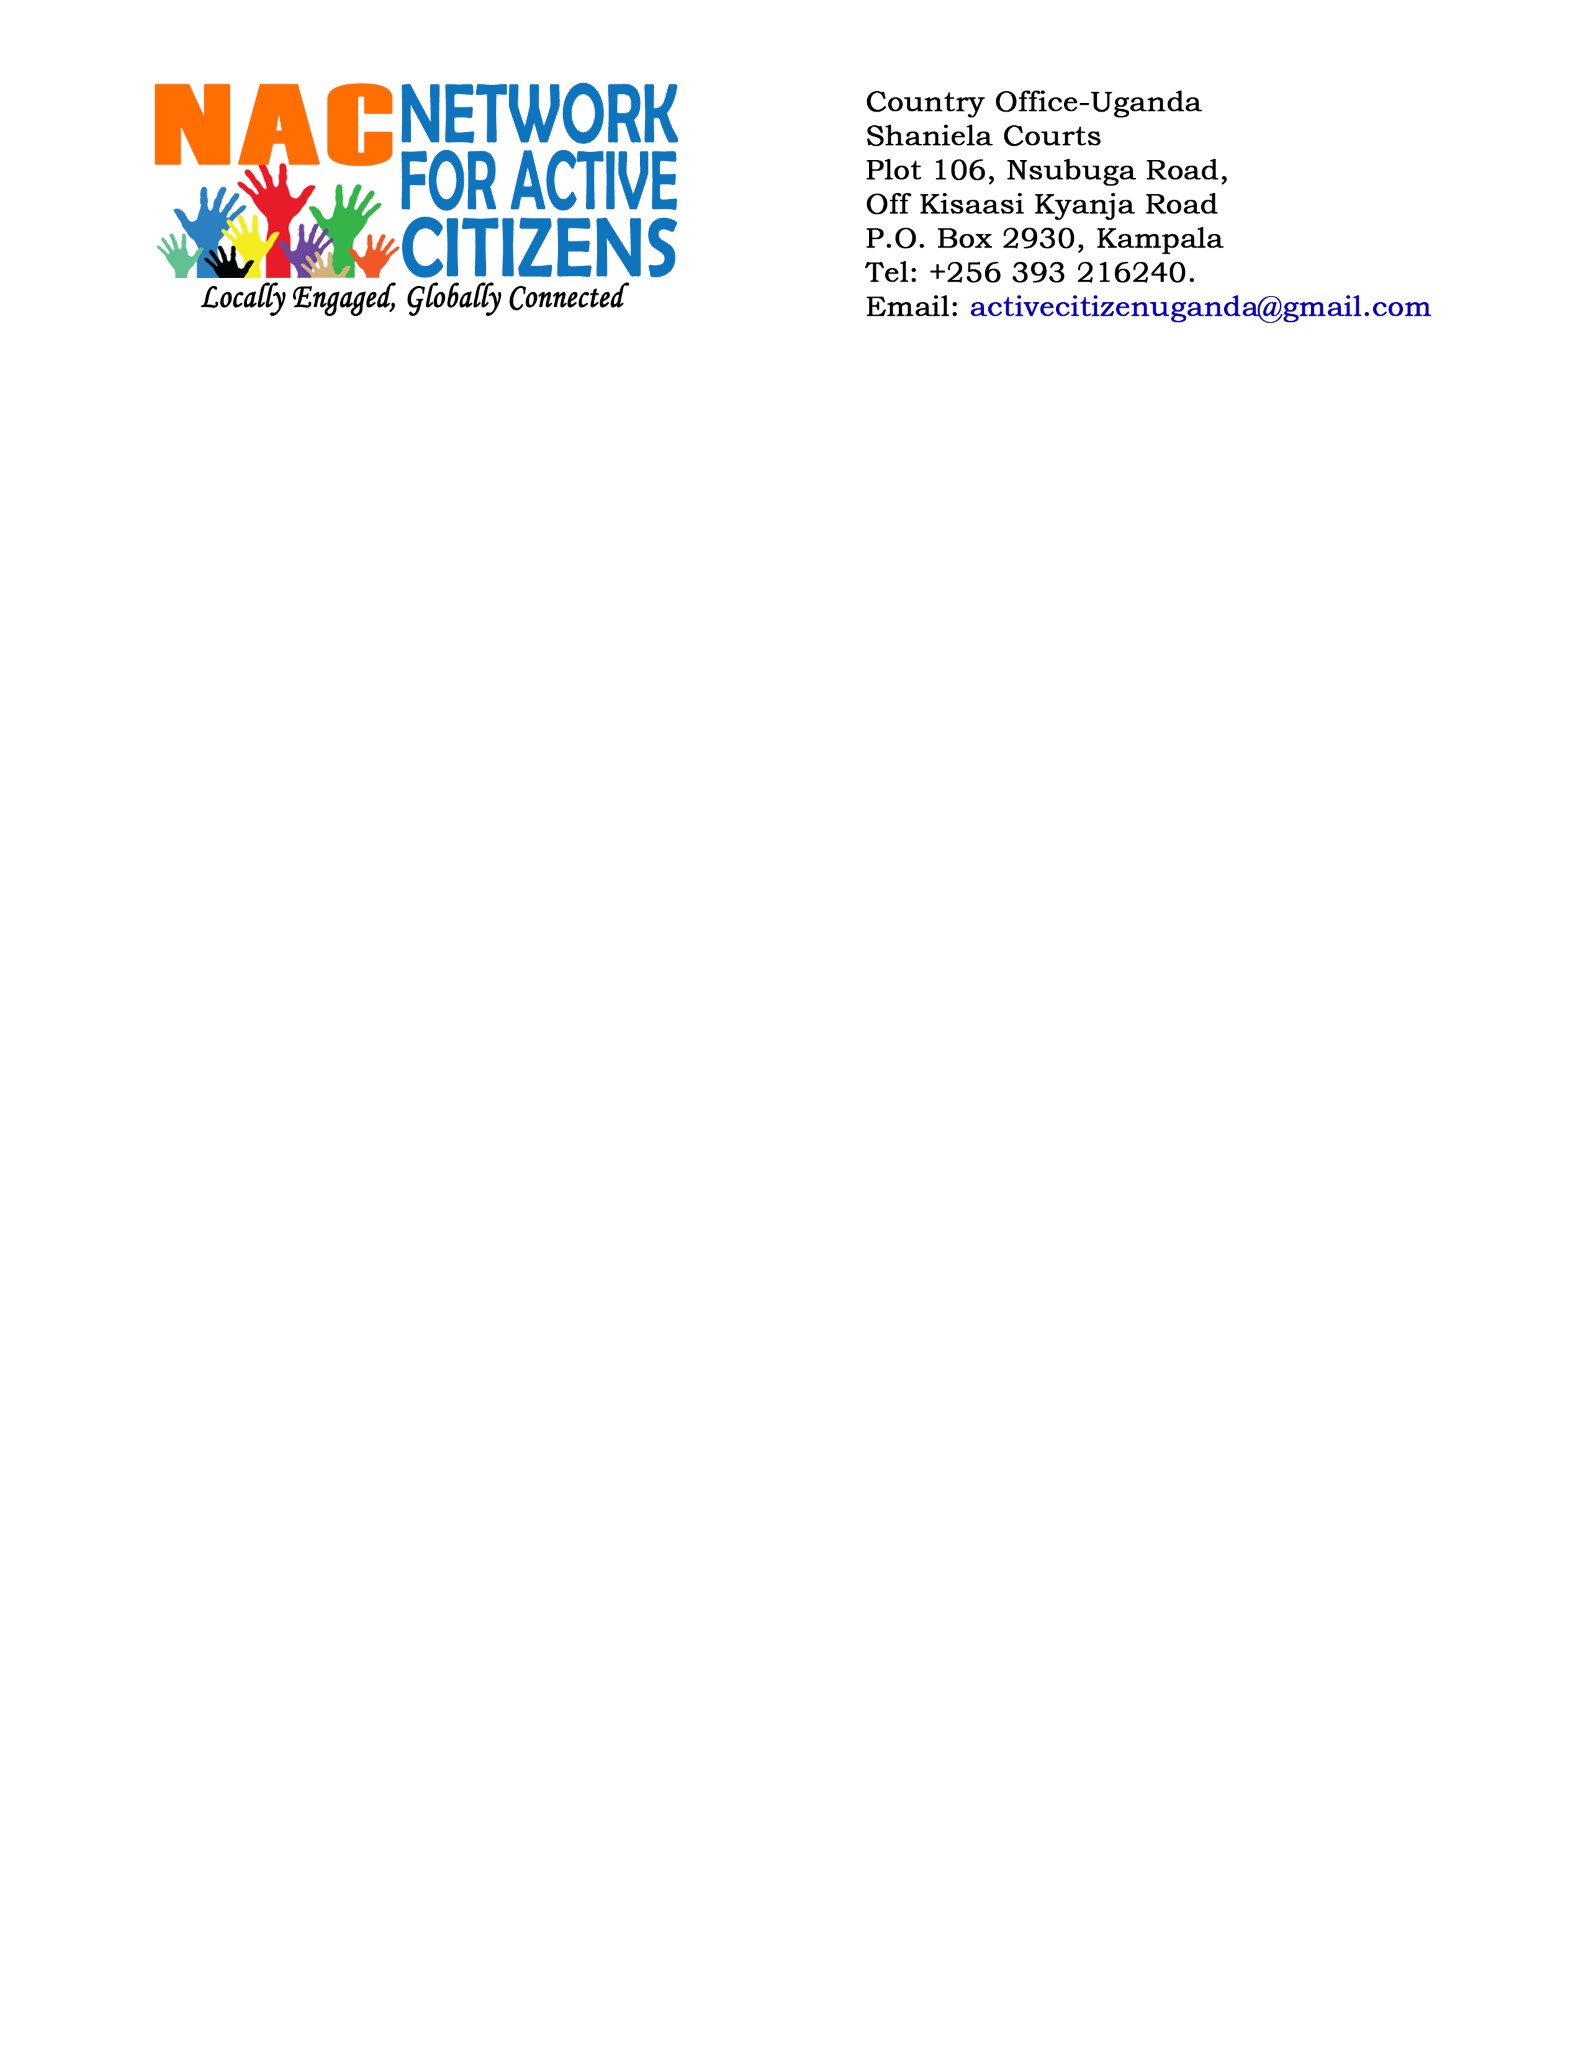 NAC
NETWORK
FOR ACTIVE
CITIZENS
Locally Engaged, Globally Connected
Country Office-Uganda
Shaniela Courts
Plot 106, Nsubuga Road,
Off Kisaasi Kyanja Road
P.O. Box 2930, Kampala
Tel: +256 393 216240.
Email: activecitizenuganda@gmail.com